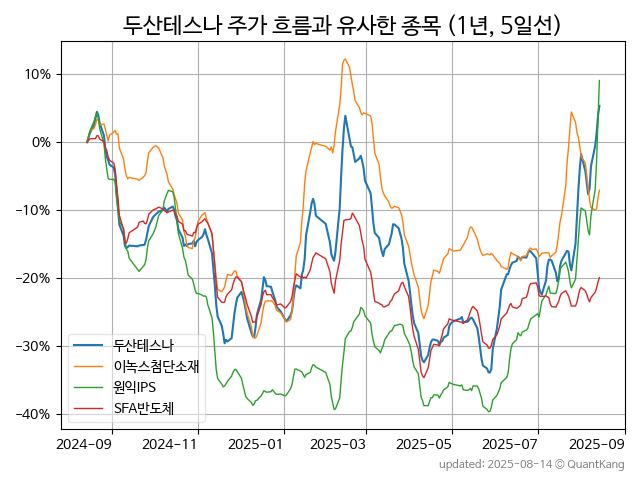 두산테스나 주가 흐름과 유사한 종목 (1년, 5일선)
10%
0%
-10%
-20%
-30%
-40%
두산테스나
이녹스첨단소재
원익IPS
SFA반도체
2024-09 2024-11 2025-01 2025-03 2025-05 2025-07 2025-09
updated: 2025-08-14 © QuantKang